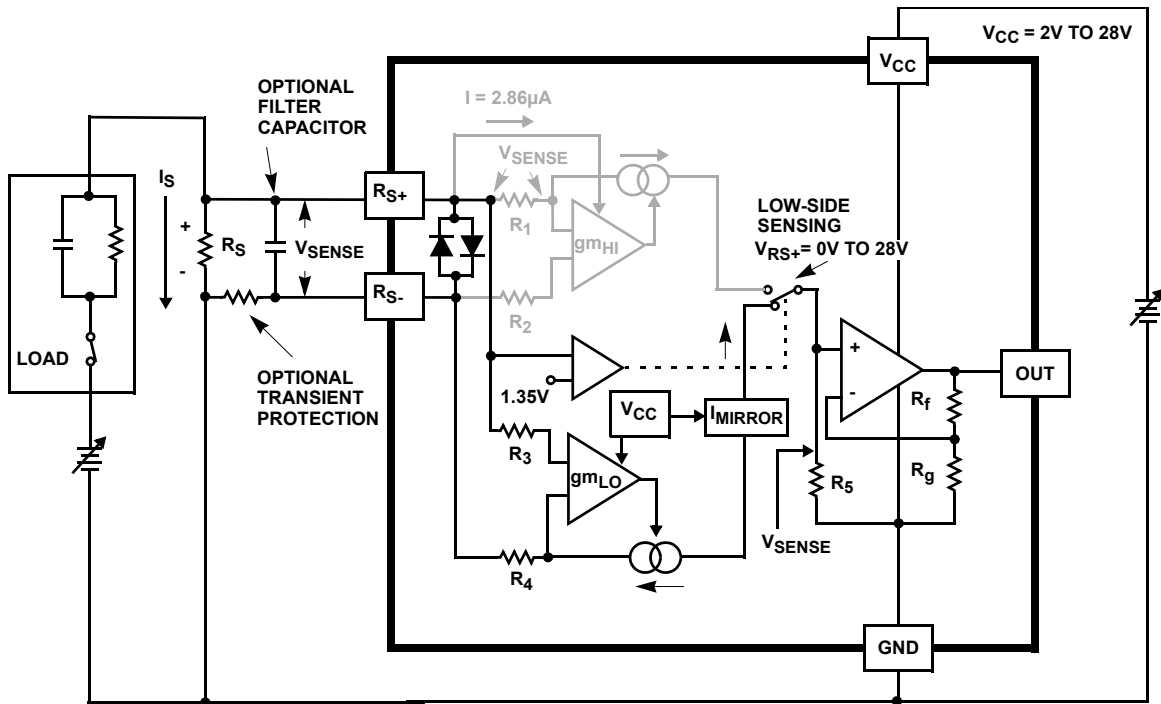 VCC = 2V TO 28V
VCC
OPTIONAL
FILTER
CAPACITOR
I = 2.86µA
VSENSE
IS
RS+
R1
gmHI
LOW-SIDE
SENSING
VRS+= 0V TO 28V
+
RS
-
VSENSE
RS-
R2
LOAD
OPTIONAL
TRANSIENT
PROTECTION
1.35V
+
-
OUT
VCC
IMIRROR
Rf
R3
gmLO
R5
Rg
VSENSE
R4
GND